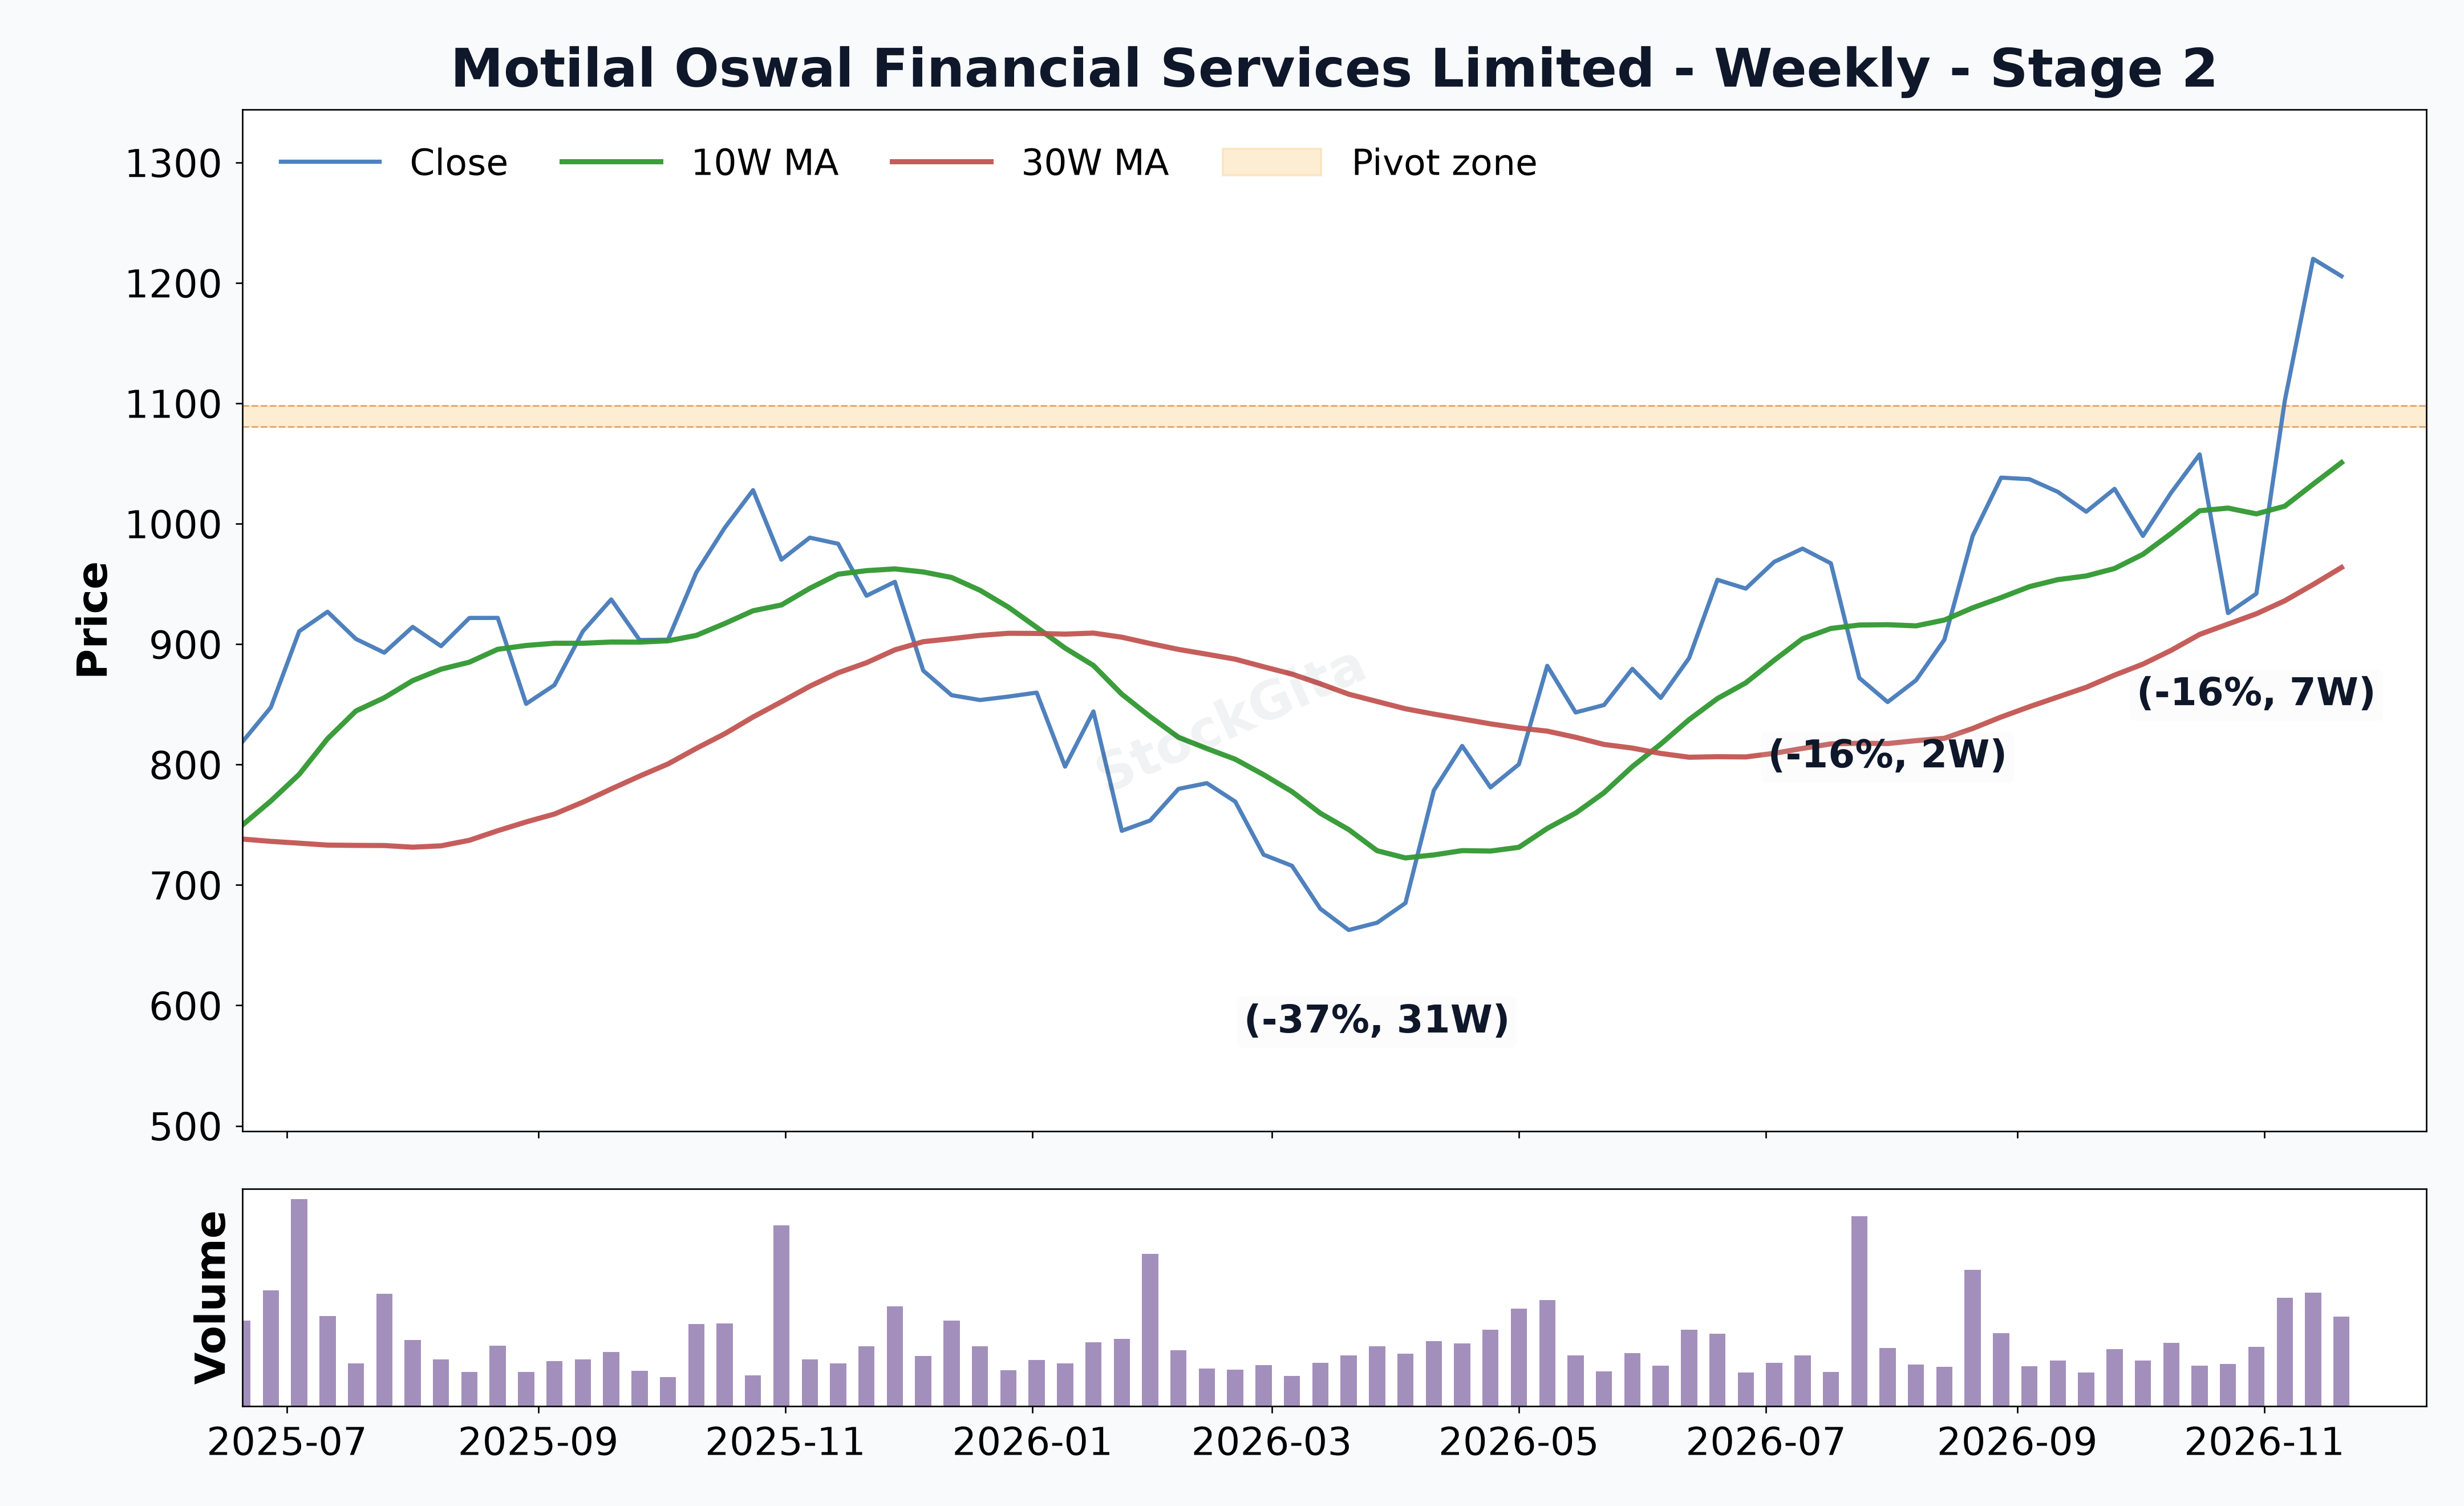 Motilal Oswal Financial Services Limited - Weekly - Stage 2
Close 10W MA 30W MA Pivot zone
Price
1300
1200
1100
1000
900
800
700
600
500
StockGita
(-37%, 31W)
(-16%, 2W)
(-16%, 7W)
Volume
2025-07 2025-09 2025-11 2026-01 2026-03 2026-05 2026-07 2026-09 2026-11